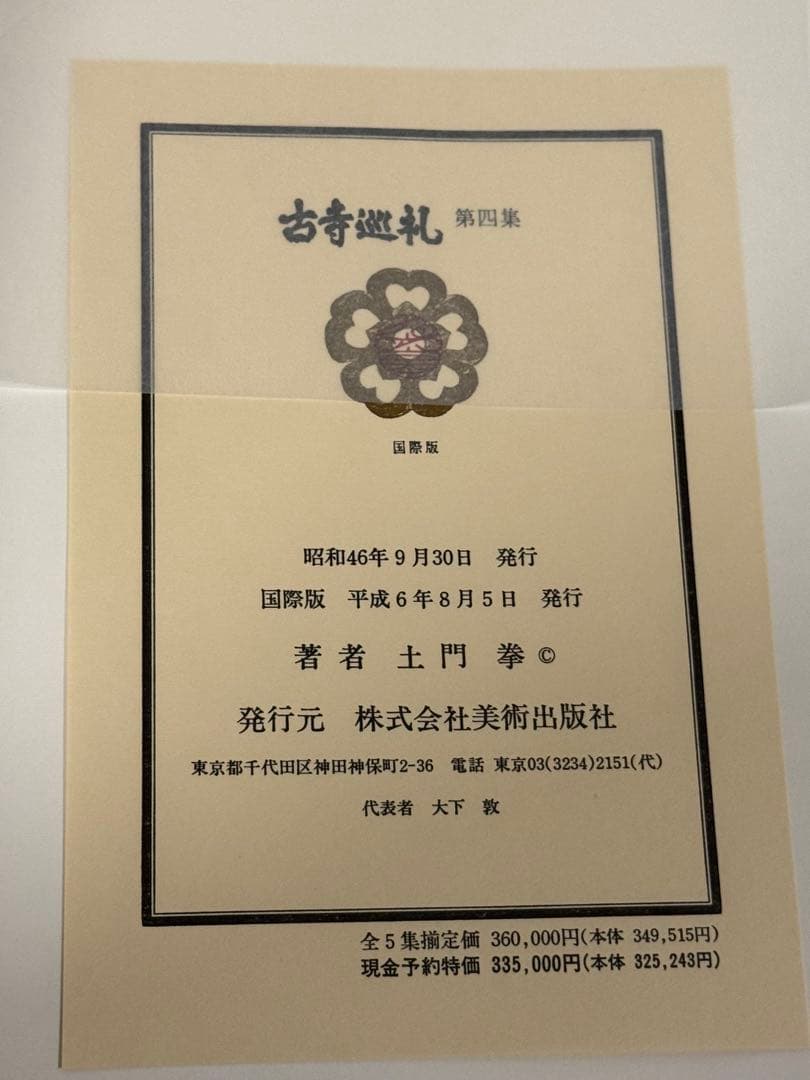 古寺巡礼 第四集
国際版
昭和46年9月30日 発行
国際版 平成6年8月5日 発行
著者 土門 拳©
発行元 株式会社美術出版社
東京都千代田区神田神保町2-36 電話 東京03(3234)2151(代)
代表者 大下 敦
全5集揃定価 360,000円(本体 349,515円)
現金予約特価 335,000円(本体 325,243円)